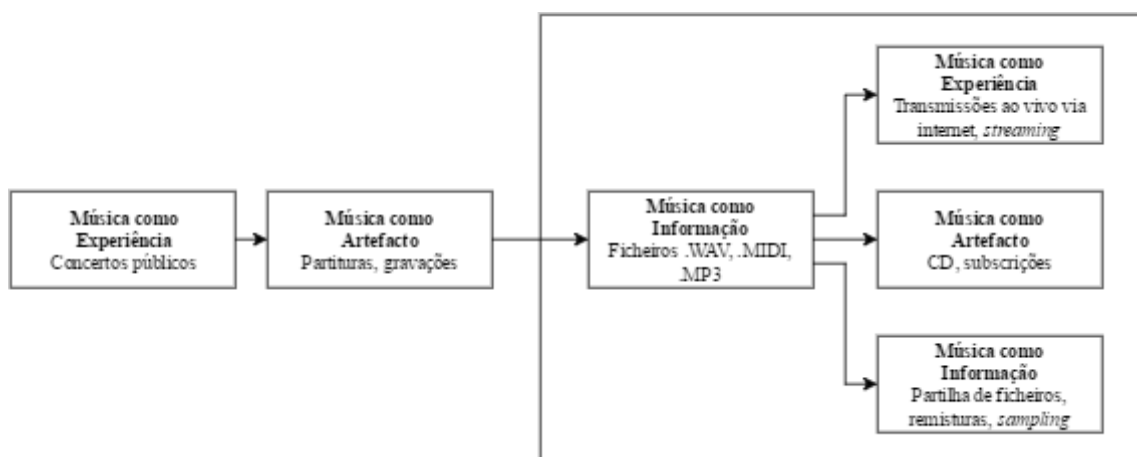 Música como
Experiência
Concertos públicos
Música como
Artefacto
Partituras, gravações
Música como
Informação
Ficheiros .WAV, .MIDI,
.MP3
Música como
Experiência
Transmissões ao vivo via
internet, streaming
Música como
Artefacto
CD, subscrições
Música como
Informação
Partilha de ficheiros,
remisturas, sampling